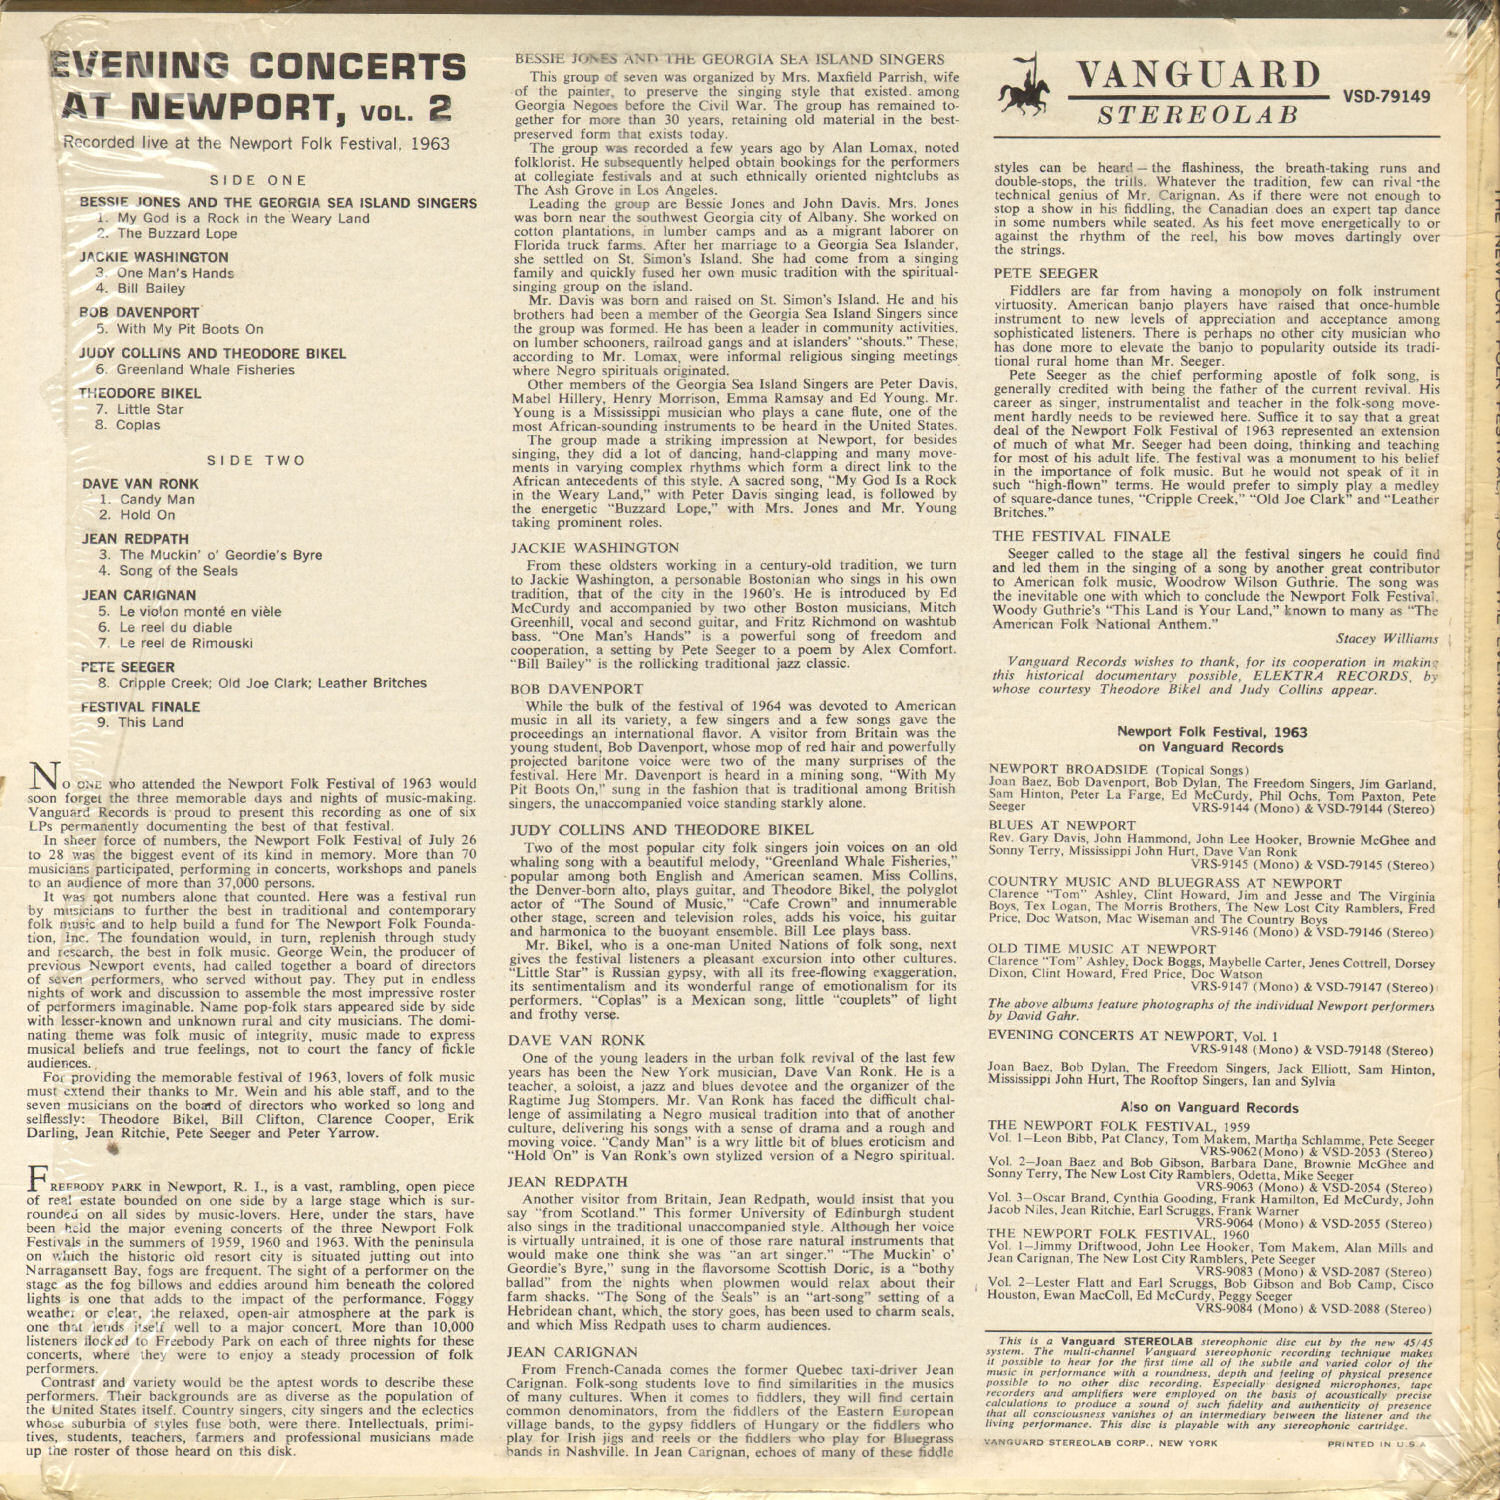 EVENING CONCERTS
AT NEWPORT, VOL. 2
Recorded live at the Newport Folk Festival, 1963
SIDE ONE
BESSIE JONES AND THE GEORGIA SEA ISLAND SINGERS
1. My God is a Rock in the Weary Land
2. The Buzzard Lope
JACKIE WASHINGTON
3. One Man's Hands
4. Bill Bailey
BOB DAVENPORT
5. With My Pit Boots On
JUDY COLLINS AND THEODORE BIKEL
6. Greenland Whale Fisheries
THEODORE BIKEL
7. Little Star
8. Coplas
SIDE TWO
DAVE VAN RONK
1. Candy Man
2. Hold On
JEAN REDPATH
3. The Muckin' o' Geordie's Byre
4. Song of the Seals
JEAN CARIGNAN
5. Le violon monté en vièle
6. Le reel du diable
7. Le reel de Rimouski
PETE SEEGER
8. Cripple Creek; Old Joe Clark; Leather Britches
FESTIVAL FINALE
9. This Land
NO ONE who attended the Newport Folk Festival of 1963 would
soon forget the three memorable days and nights of music-making.
Vanguard Records is proud to present this recording as one of six
LPs permanently documenting the best of that festival.
In sheer force of numbers, the Newport Folk Festival of July 26
to 28 was the biggest event of its kind in memory. More than 70
musicians participated, performing in concerts, workshops and panels
to an audience of more than 37,000 persons.
It was not numbers alone that counted. Here was a festival run
by musicians to further the best in traditional and contemporary
folk music and to help build a fund for The Newport Folk Founda-
tion, Inc. The foundation would, in turn, replenish through study
and research, the best in folk music. George Wein, the producer of
previous Newport events, had called together a board of directors
of seven performers, who served without pay. They put in endless
nights of work and discussion to assemble the most impressive roster
of performers imaginable. Name pop-folk stars appeared side by side
with lesser-known and unknown rural and city musicians. The domi-
nating theme was folk music of integrity, music made to express
musical beliefs and true feelings, not to court the fancy of fickle
audiences.
For providing the memorable festival of 1963, lovers of folk music
must extend their thanks to Mr. Wein and his able staff, and to the
seven musicians on the board of directors who worked so long and
selflessly: Theodore Bikel, Bill Clifton, Clarence Cooper, Erik
Darling, Jean Ritchie, Pete Seeger and Peter Yarrow.
FREEBODY PARK in Newport, R. I., is a vast, rambling, open piece
of real estate bounded on one side by a large stage which is sur-
rounded on all sides by music-lovers. Here, under the stars, have
been held the major evening concerts of the three Newport Folk
Festivals in the summers of 1959, 1960 and 1963. With the peninsula
on which the historic old resort city is situated jutting out into
Narragansett Bay, fogs are frequent. The sight of a performer on the
stage as the fog billows and eddies around him beneath the colored
lights is one that adds to the impact of the performance. Foggy
weather or clear, the relaxed, open-air atmosphere at the park is
one that lends itself well to a major concert. More than 10,000
listeners flocked to Freebody Park on each of three nights for these
concerts, where they were to enjoy a steady procession of folk
performers.
Contrast and variety would be the aptest words to describe these
performers. Their backgrounds are as diverse as the population of
the United States itself. Country singers, city singers and the eclectics
whose suburbia of styles fuse both, were there. Intellectuals, primi-
tives, students, teachers, farmers and professional musicians made
up the roster of those heard on this disk.
BESSIE JONES AND THE GEORGIA SEA ISLAND SINGERS
This group of seven was organized by Mrs. Maxfield Parrish, wife
of the painter, to preserve the singing style that existed among
Georgia Negoes before the Civil War. The group has remained to-
gether for more than 30 years, retaining old material in the best-
preserved form that exists today.
The group was recorded a few years ago by Alan Lomax, noted
folklorist. He subsequently helped obtain bookings for the performers
at collegiate festivals and at such ethnically oriented nightclubs as
The Ash Grove in Los Angeles.
Leading the group are Bessie Jones and John Davis. Mrs. Jones
was born near the southwest Georgia city of Albany. She worked on
cotton plantations, in lumber camps and as a migrant laborer on
Florida truck farms. After her marriage to a Georgia Sea Islander,
she settled on St. Simon's Island. She had come from a singing
family and quickly fused her own music tradition with the spiritual-
singing group on the island.
Mr. Davis was born and raised on St. Simon's Island. He and his
brothers had been a member of the Georgia Sea Island Singers since
the group was formed. He has been a leader in community activities,
on lumber schooners, railroad gangs and at islanders' "shouts." These,
according to Mr. Lomax, were informal religious singing meetings
where Negro spirituals originated.
Other members of the Georgia Sea Island Singers are Peter Davis,
Mabel Hillery, Henry Morrison, Emma Ramsay and Ed Young. Mr.
Young is a Mississippi musician who plays a cane flute, one of the
most African-sounding instruments to be heard in the United States.
The group made a striking impression at Newport, for besides
singing, they did a lot of dancing, hand-clapping and many move-
ments in varying complex rhythms which form a direct link to the
African antecedents of this style. A sacred song, "My God Is a Rock
in the Weary Land," with Peter Davis singing lead, is followed by
the energetic "Buzzard Lope," with Mrs. Jones and Mr. Young
taking prominent roles.
JACKIE WASHINGTON
From these oldsters working in a century-old tradition, we turn
to Jackie Washington, a personable Bostonian who sings in his own
tradition, that of the city in the 1960's. He is introduced by Ed
McCurdy and accompanied by two other Boston musicians, Mitch
Greenhill, vocal and second guitar, and Fritz Richmond on washtub
bass. "One Man's Hands" is a powerful song of freedom and
cooperation, a setting by Pete Seeger to a poem by Alex Comfort.
"Bill Bailey" is the rollicking traditional jazz classic.
BOB DAVENPORT
While the bulk of the festival of 1964 was devoted to American
music in all its variety, a few singers and a few songs gave the
proceedings an international flavor. A visitor from Britain was the
young student, Bob Davenport, whose mop of red hair and powerfully
projected baritone voice were two of the many surprises of the
festival. Here Mr. Davenport is heard in a mining song, "With My
Pit Boots On," sung in the fashion that is traditional among British
singers, the unaccompanied voice standing starkly alone.
JUDY COLLINS AND THEODORE BIKEL
Two of the most popular city folk singers join voices on an old
whaling song with a beautiful melody, "Greenland Whale Fisheries,"
popular among both English and American seamen. Miss Collins,
the Denver-born alto, plays guitar, and Theodore Bikel, the polyglot
actor of "The Sound of Music," "Cafe Crown" and innumerable
other stage, screen and television roles, adds his voice, his guitar
and harmonica to the buoyant ensemble. Bill Lee plays bass.
Mr. Bikel, who is a one-man United Nations of folk song, next
gives the festival listeners a pleasant excursion into other cultures.
"Little Star" is Russian gypsy, with all its free-flowing exaggeration,
its sentimentalism and its wonderful range of emotionalism for its
performers. "Coplas" is a Mexican song, little "couplets" of light
and frothy verse.
DAVE VAN RONK
One of the young leaders in the urban folk revival of the last few
years has been the New York musician, Dave Van Ronk. He is a
teacher, a soloist, a jazz and blues devotee and the organizer of the
Ragtime Jug Stompers. Mr. Van Ronk has faced the difficult chal-
lenge of assimilating a Negro musical tradition into that of another
culture, delivering his songs with a sense of drama and a rough and
moving voice. "Candy Man" is a wry little bit of blues eroticism and
"Hold On" is Van Ronk's own stylized version of a Negro spiritual.
JEAN REDPATH
Another visitor from Britain, Jean Redpath, would insist that you
say "from Scotland." This former University of Edinburgh student
also sings in the traditional unaccompanied style. Although her voice
is virtually untrained, it is one of those rare natural instruments that
would make one think she was "an art singer." "The Muckin' o'
Geordie's Byre," sung in the flavorsome Scottish Doric, is a "bothy
ballad" from the nights when plowmen would relax about their
farm shacks. "The Song of the Seals" is an "art-song" setting of a
Hebridean chant, which, the story goes, has been used to charm seals,
and which Miss Redpath uses to charm audiences.
JEAN CARIGNAN
From French-Canada comes the former Quebec taxi-driver Jean
Carignan. Folk-song students love to find similarities in the musics
of many cultures. When it comes to fiddlers, they will find certain
common denominators, from the fiddlers of the Eastern European
village bands, to the gypsy fiddlers of Hungary or the fiddlers who
play for Irish jigs and reels or the fiddlers who play for Bluegrass
bands in Nashville. In Jean Carignan, echoes of many of these fiddle
VANGUARD
STEREOLAB
VSD-79149
styles can be heard — the flashiness, the breath-taking runs and
double-stops, the trills. Whatever the tradition, few can rival the
technical genius of Mr. Carignan. As if there were not enough to
stop a show in his fiddling, the Canadian does an expert tap dance
in some numbers while seated. As his feet move energetically to or
against the rhythm of the reel, his bow moves dartingly over
the strings.
PETE SEEGER
Fiddlers are far from having a monopoly on folk instrument
virtuosity. American banjo players have raised that once-humble
instrument to new levels of appreciation and acceptance among
sophisticated listeners. There is perhaps no other city musician who
has done more to elevate the banjo to popularity outside its tradi-
tional rural home than Mr. Seeger.
Pete Seeger as the chief performing apostle of folk song, is
generally credited with being the father of the current revival. His
career as singer, instrumentalist and teacher in the folk-song move-
ment hardly needs to be reviewed here. Suffice it to say that a great
deal of the Newport Folk Festival of 1963 represented an extension
of much of what Mr. Seeger had been doing, thinking and teaching
for most of his adult life. The festival was a monument to his belief
in the importance of folk music. But he would not speak of it in
such "high-flown" terms. He would prefer to simply play a medley
of square-dance tunes, "Cripple Creek," "Old Joe Clark" and "Leather
Britches."
THE FESTIVAL FINALE
Seeger called to the stage all the festival singers he could find
and led them in the singing of a song by another great contributor
to American folk music, Woodrow Wilson Guthrie. The song was
the inevitable one with which to conclude the Newport Folk Festival.
Woody Guthrie's "This Land is Your Land," known to many as "The
American Folk National Anthem."
Stacey Williams
Vanguard Records wishes to thank, for its cooperation in making
this historical documentary possible, ELEKTRA RECORDS, by
whose courtesy Theodore Bikel and Judy Collins appear.
Newport Folk Festival, 1963
on Vanguard Records
NEWPORT BROADSIDE (Topical Songs)
Joan Baez, Bob Davenport, Bob Dylan, The Freedom Singers, Jim Garland,
Sam Hinton, Peter La Farge, Ed McCurdy, Phil Ochs, Tom Paxton, Pete
Seeger VRS-9144 (Mono) & VSD-79144 (Stereo)
BLUES AT NEWPORT
Rev. Gary Davis, John Hammond, John Lee Hooker, Brownie McGhee and
Sonny Terry, Mississippi John Hurt, Dave Van Ronk
VRS-9145 (Mono) & VSD-79145 (Stereo)
COUNTRY MUSIC AND BLUEGRASS AT NEWPORT
Clarence "Tom" Ashley, Clint Howard, Jim and Jesse and The Virginia
Boys, Tex Logan, The Morris Brothers, The New Lost City Ramblers, Fred
Price, Doc Watson, Mac Wiseman and The Country Boys
VRS-9146 (Mono) & VSD-79146 (Stereo)
OLD TIME MUSIC AT NEWPORT
Clarence "Tom" Ashley, Dock Boggs, Maybelle Carter, Jenes Cottrell, Dorsey
Dixon, Clint Howard, Fred Price, Doc Watson
VRS-9147 (Mono) & VSD-79147 (Stereo)
The above albums feature photographs of the individual Newport performers
by David Gahr.
EVENING CONCERTS AT NEWPORT, Vol. 1
VRS-9148 (Mono) & VSD-79148 (Stereo)
Joan Baez, Bob Dylan, The Freedom Singers, Jack Elliott, Sam Hinton,
Mississippi John Hurt, The Rooftop Singers, Ian and Sylvia
Also on Vanguard Records
THE NEWPORT FOLK FESTIVAL, 1959
Vol. 1—Leon Bibb, Pat Clancy, Tom Makem, Martha Schlamme, Pete Seeger
VRS-9062(Mono) & VSD-2053 (Stereo)
Vol. 2—Joan Baez and Bob Gibson, Barbara Dane, Brownie McGhee and
Sonny Terry, The New Lost City Ramblers, Odetta, Mike Seeger
VRS-9063 (Mono) & VSD-2054 (Stereo)
Vol. 3—Oscar Brand, Cynthia Gooding, Frank Hamilton, Ed McCurdy, John
Jacob Niles, Jean Ritchie, Earl Scruggs, Frank Warner
VRS-9064 (Mono) & VSD-2055 (Stereo)
THE NEWPORT FOLK FESTIVAL, 1960
Vol. 1—Jimmy Driftwood, John Lee Hooker, Tom Makem, Alan Mills and
Jean Carignan, The New Lost City Ramblers, Pete Seeger
VRS-9083 (Mono) & VSD-2087 (Stereo)
Vol. 2—Lester Flatt and Earl Scruggs, Bob Gibson and Bob Camp, Cisco
Houston, Ewan MacColl, Ed McCurdy, Peggy Seeger
VRS-9084 (Mono) & VSD-2088 (Stereo)
This is a Vanguard STEREOLAB stereophonic disc cut by the new 45/45
system. The multi-channel Vanguard stereophonic recording technique makes
it possible to hear for the first time all of the subtle and varied color of the
music in performance with a roundness, depth and feeling of physical presence
possible to no other disc recording. Especially designed microphones, tape
recorders and amplifiers were employed on the basis of acoustically precise
calculations to produce a sound of such fidelity and authenticity of presence
that all consciousness vanishes of an intermediary between the listener and the
living performance. This disc is playable with any stereophonic cartridge.
VANGUARD STEREOLAB CORP., NEW YORK
PRINTED IN U.S.A